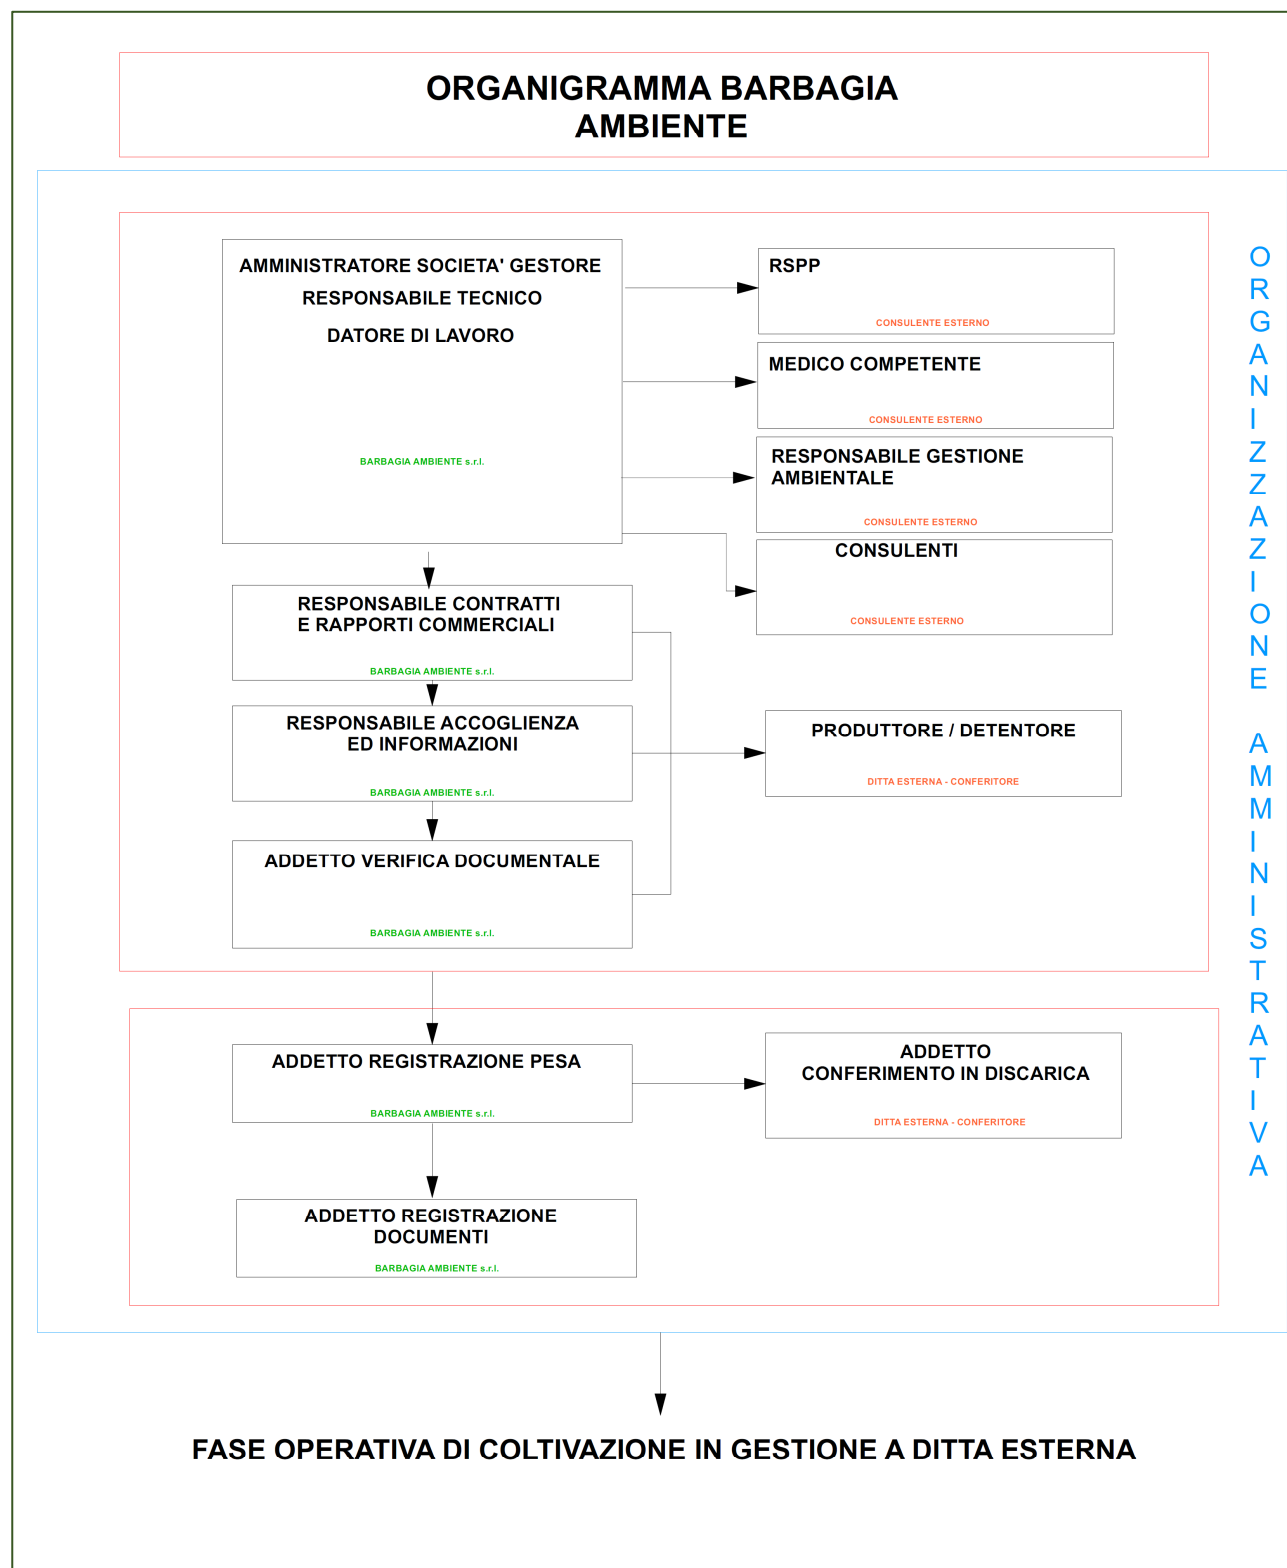 ORGANIGRAMMA BARBAGIA
AMBIENTE
AMMINISTRATORE SOCIETA' GESTORE
RESPONSABILE TECNICO
DATORE DI LAVORO
BARBAGIA AMBIENTE s.r.l.
RSPP
CONSULENTE ESTERNO
MEDICO COMPETENTE
CONSULENTE ESTERNO
RESPONSABILE GESTIONE
AMBIENTALE
CONSULENTE ESTERNO
CONSULENTI
CONSULENTE ESTERNO
RESPONSABILE CONTRATTI
E RAPPORTI COMMERCIALI
BARBAGIA AMBIENTE s.r.l.
RESPONSABILE ACCOGLIENZA
ED INFORMAZIONI
BARBAGIA AMBIENTE s.r.l.
PRODUTTORE / DETENTORE
DITTA ESTERNA - CONFERITORE
ADDETTO VERIFICA DOCUMENTALE
BARBAGIA AMBIENTE s.r.l.
ADDETTO REGISTRAZIONE PESA
BARBAGIA AMBIENTE s.r.l.
ADDETTO
CONFERIMENTO IN DISCARICA
DITTA ESTERNA - CONFERITORE
ADDETTO REGISTRAZIONE
DOCUMENTI
BARBAGIA AMBIENTE s.r.l.
ORGANIZZAZIONE AMMINISTRATIVA
FASE OPERATIVA DI COLTIVAZIONE IN GESTIONE A DITTA ESTERNA